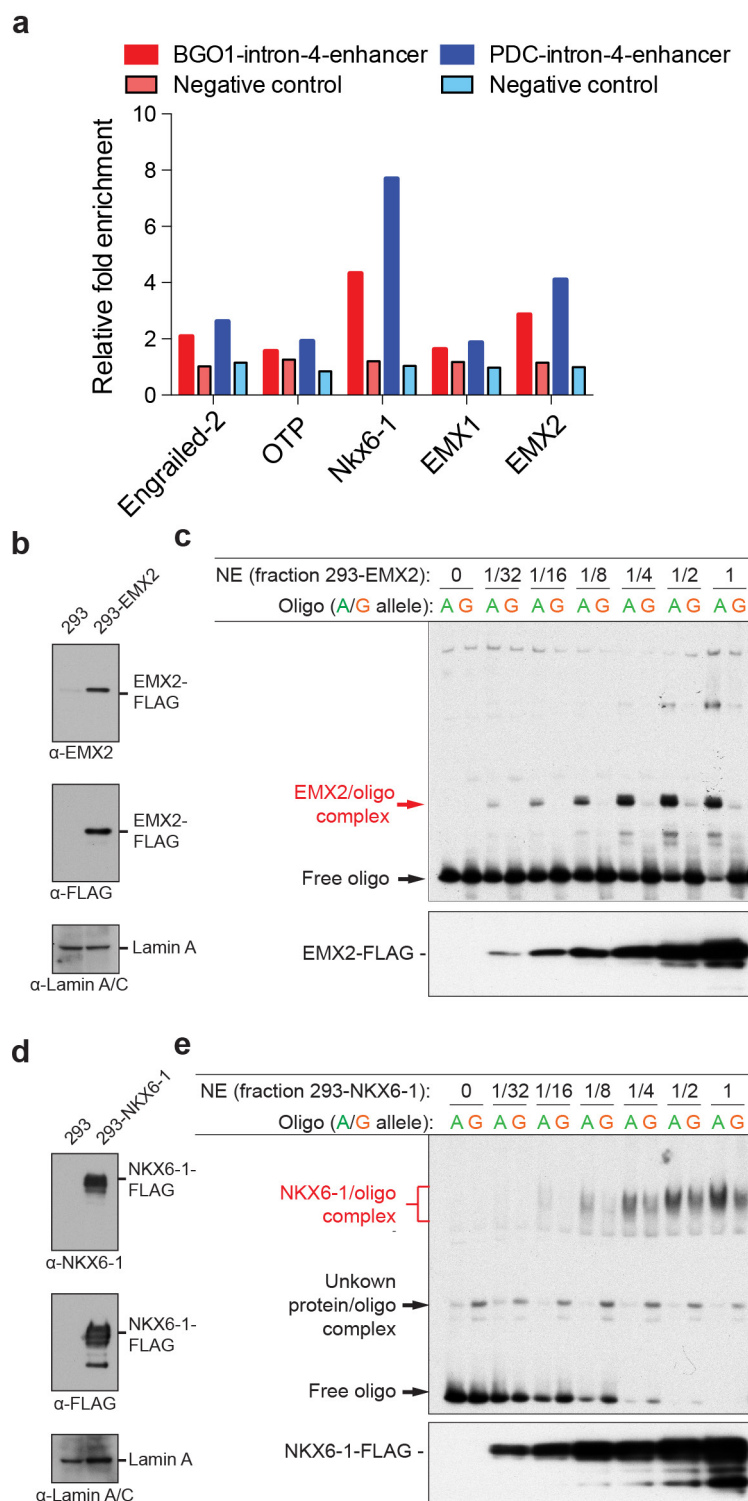 a
BGO1-intron-4-enhancer
PDC-intron-4-enhancer
Negative control
Negative control
Relative fold enrichment
10
8
6
4
2
0
Engrailed-2
OTP
Nkx6-1
EMX1
EMX2
b
293
293-EMX2
EMX2-
FLAG
α-EMX2
EMX2-
FLAG
α-FLAG
Lamin A
α-Lamin A/C
c
NE (fraction 293-EMX2): 0 1/32 1/16 1/8 1/4 1/2 1
Oligo (A/G allele): A G A G A G A G A G A G A G
EMX2/oligo
complex
Free oligo
EMX2-FLAG -
d
293
293-NKX6-1
NKX6-1-
FLAG
α-NKX6-1
NKX6-1-
FLAG
α-FLAG
Lamin A
α-Lamin A/C
e
NE (fraction 293-NKX6-1): 0 1/32 1/16 1/8 1/4 1/2 1
Oligo (A/G allele): A G A G A G A G A G A G A G
NKX6-1/oligo
complex
Unkown
protein/oligo
complex
Free oligo
NKX6-1-FLAG -